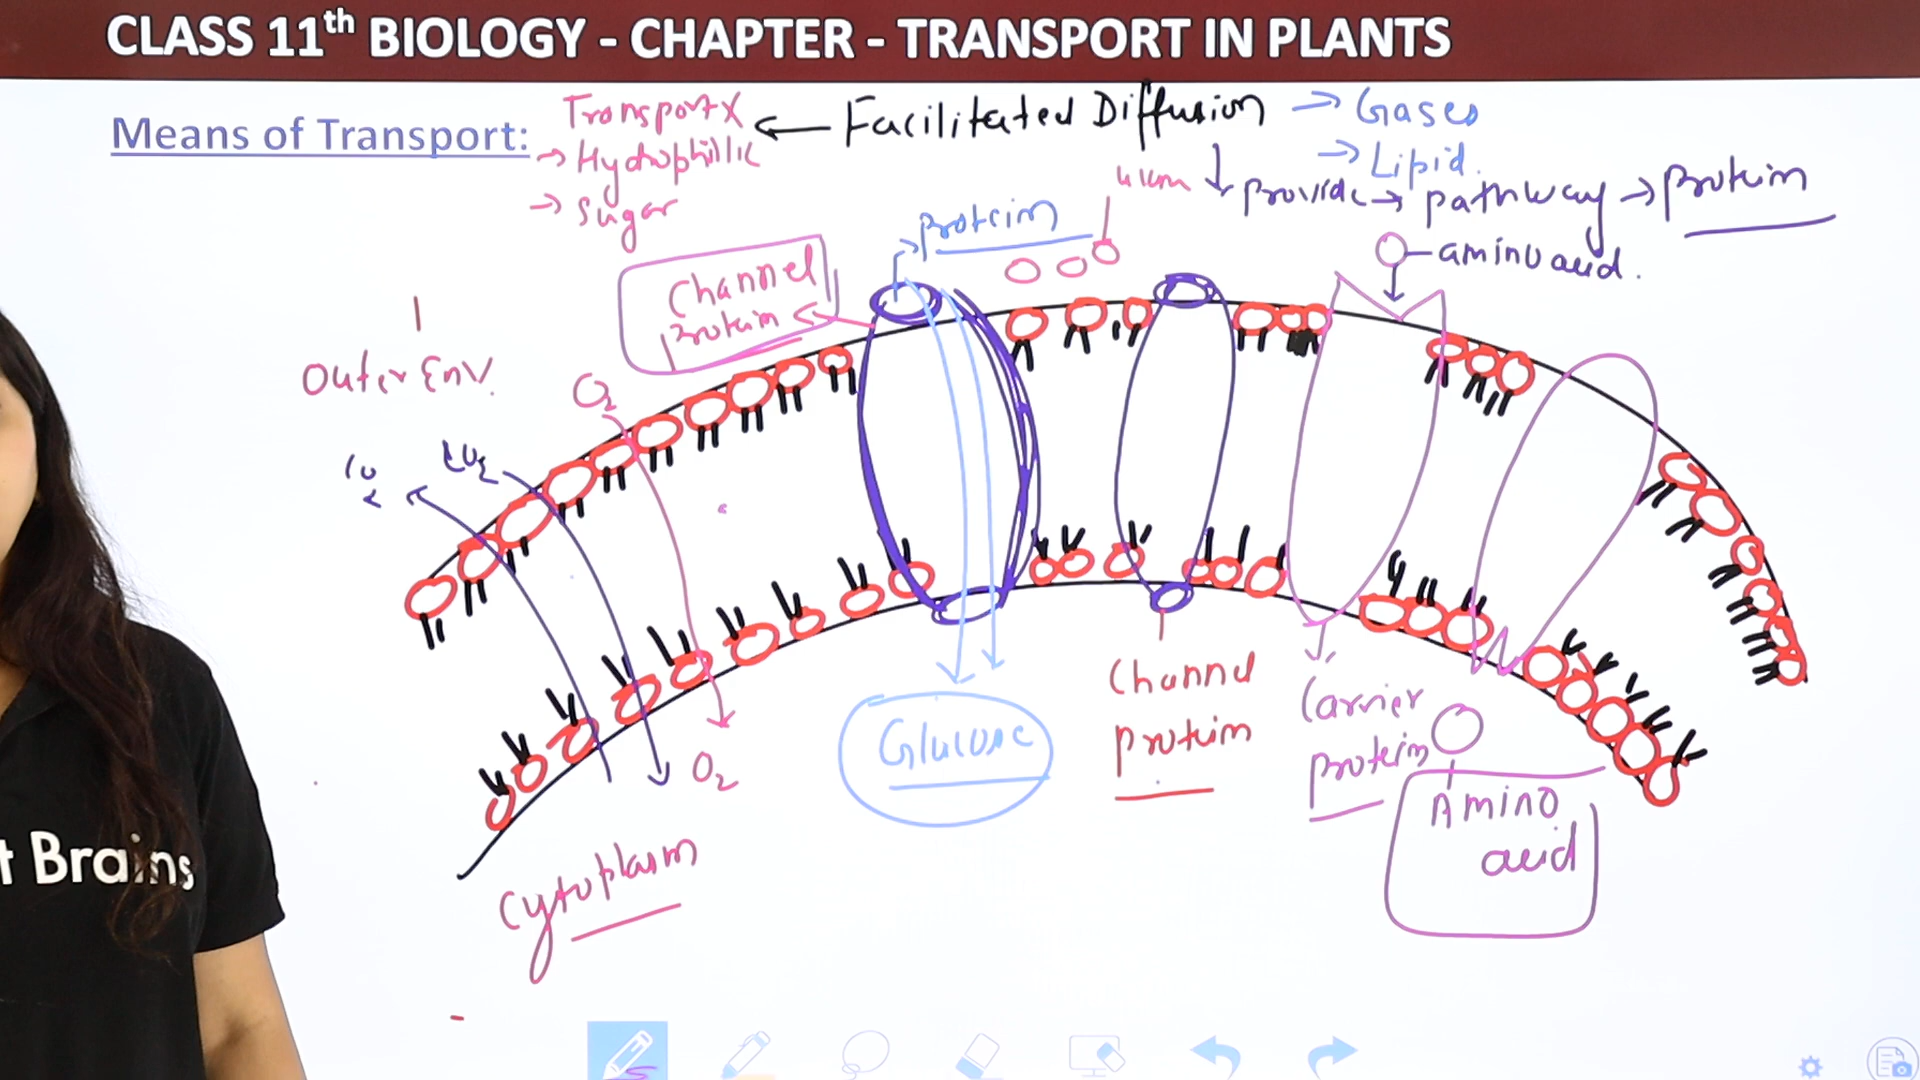 CLASS 11th BIOLOGY - CHAPTER - TRANSPORT IN PLANTS
Means of Transport:
Transport X ← Facilitated Diffusion → Gases
→ Hydrophillic
→ Sugar
→ Lipid.
↓ Provide → pathway → Protein
Protein
amino acid.
Channel
Protein
Outer Env.
O2
CO2
Glucose
Channel
protein
Carrier
protein
Amino
acid
O2
Cytoplasm
t Brains